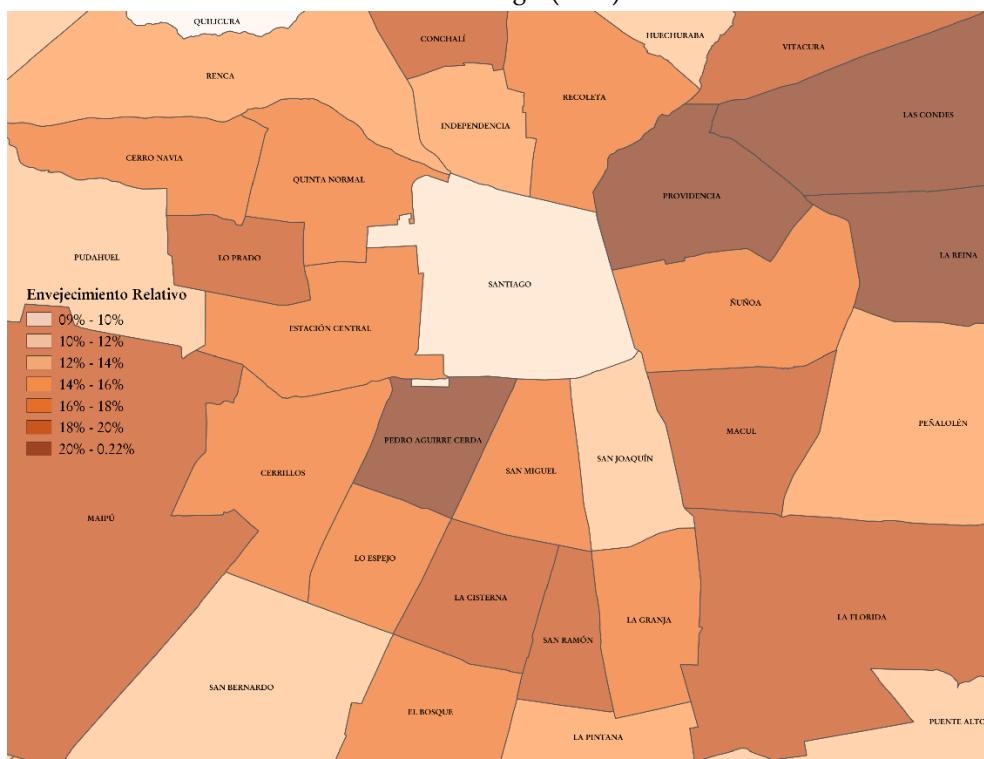 QUILICURA
CONCHALÍ
HUECHURABA
VITACURA
RENCA
RECOLETA
LAS CONDES
INDEPENDENCIA
CERRO NAVIA
QUINTA NORMAL
PROVIDENCIA
PUDAHUEL
LO PRADO
LA REINA
SANTIAGO
ÑUÑOA
ESTACIÓN CENTRAL
Envejecimiento Relativo
09% - 10%
10% - 12%
12% - 14%
14% - 16%
16% - 18%
18% - 20%
20% - 0.22%
PEÑALOLÉN
MACUL
PEDRO AGUIRRE CERDA
SAN JOAQUÍN
SAN MIGUEL
CERRILLOS
MAIPÚ
LO ESPEJO
LA CISTERNA
LA GRANJA
LA FLORIDA
SAN RAMÓN
SAN BERNARDO
EL BOSQUE
PUENTE ALTO
LA PINTANA